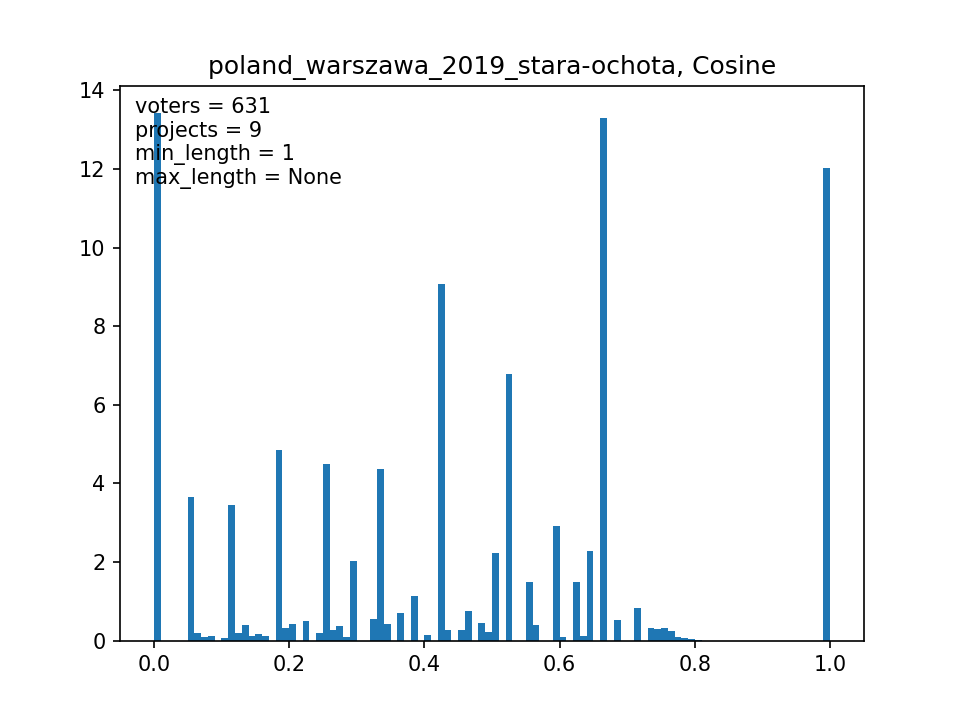 poland_warszawa_2019_stara-ochota, Cosine
14
12
10
8
6
4
2
0
voters = 631
projects = 9
min_length = 1
max_length = None
0.0 0.2 0.4 0.6 0.8 1.0